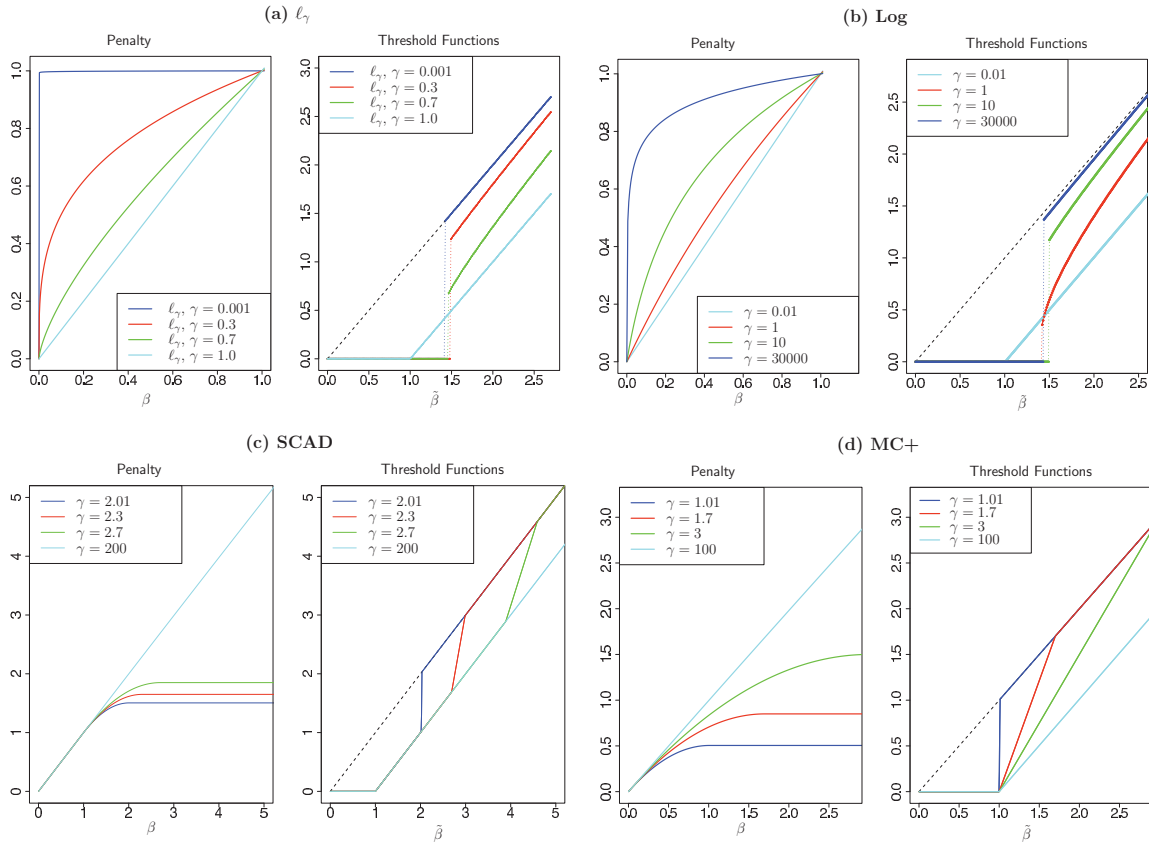 (a) ℓγ
Penalty
Threshold Functions
ℓγ, γ = 0.001
ℓγ, γ = 0.3
ℓγ, γ = 0.7
ℓγ, γ = 1.0
0.0 0.2 0.4 0.6 0.8 1.0
0.0 0.2 0.4 0.6 0.8 1.0
β
ℓγ, γ = 0.001
ℓγ, γ = 0.3
ℓγ, γ = 0.7
ℓγ, γ = 1.0
0.0 0.5 1.0 1.5 2.0 2.5 3.0
0.0 0.5 1.0 1.5 2.0 2.5
β̃
(b) Log
Penalty
Threshold Functions
γ = 0.01
γ = 1
γ = 10
γ = 30000
0.0 0.2 0.4 0.6 0.8 1.0
0.0 0.2 0.4 0.6 0.8 1.0
β
γ = 0.01
γ = 1
γ = 10
γ = 30000
0.0 0.5 1.0 1.5 2.0 2.5
0.0 0.5 1.0 1.5 2.0 2.5
β̃
(c) SCAD
Penalty
Threshold Functions
γ = 2.01
γ = 2.3
γ = 2.7
γ = 200
0 1 2 3 4 5
0 1 2 3 4 5
β
γ = 2.01
γ = 2.3
γ = 2.7
γ = 200
0 1 2 3 4 5
0 1 2 3 4 5
β̃
(d) MC+
Penalty
Threshold Functions
γ = 1.01
γ = 1.7
γ = 3
γ = 100
0.0 0.5 1.0 1.5 2.0 2.5 3.0
0.0 0.5 1.0 1.5 2.0 2.5
β
γ = 1.01
γ = 1.7
γ = 3
γ = 100
0.0 0.5 1.0 1.5 2.0 2.5 3.0
0.0 0.5 1.0 1.5 2.0 2.5
β̃